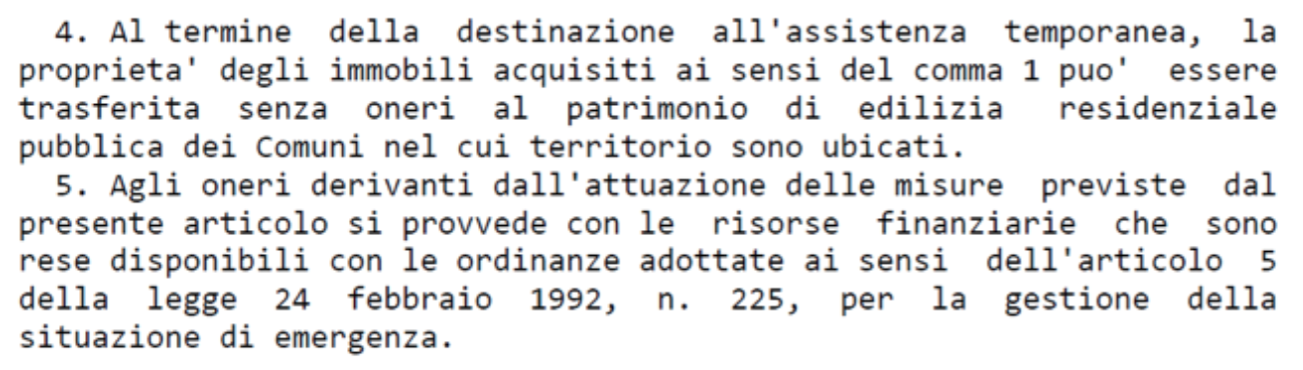 4. Al termine della destinazione all'assistenza temporanea, la
proprieta' degli immobili acquisiti ai sensi del comma 1 puo' essere
trasferita senza oneri al patrimonio di edilizia residenziale
pubblica dei Comuni nel cui territorio sono ubicati.
5. Agli oneri derivanti dall'attuazione delle misure previste dal
presente articolo si provvede con le risorse finanziarie che sono
rese disponibili con le ordinanze adottate ai sensi dell'articolo 5
della legge 24 febbraio 1992, n. 225, per la gestione della
situazione di emergenza.